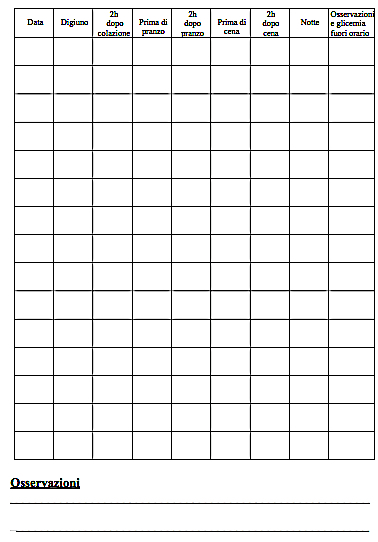 Data
Digiuno
2h
dopo
colazione
Prima di
pranzo
2h
dopo
pranzo
Prima di
cena
2h
dopo
cena
Notte
Osservazioni
e glicemia
fuori orario
Osservazioni